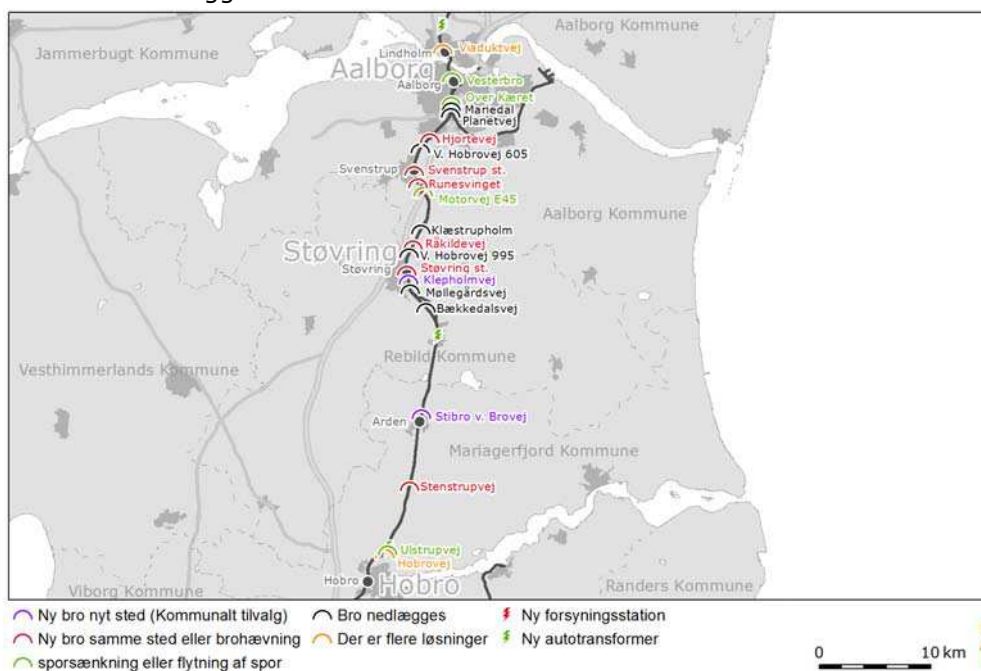 Aalborg Kommune
Jammerbugt Kommune
Lindholm
Viaduktvej
Aalborg
Aalborg
Vesterbro
Over Kæret
Mariedal
Planetvej
Hjortevej
V. Hobrovej 605
Svenstrup
Svenstrup st.
Runesvinget
Motorvej E45
Aalborg Kommune
Klæstrupholm
Støvring
Råkildevej
V. Hobrovej 995
Støvring
Støvring st.
Klepholmvej
Møllegårdsvej
Bækkedalsvej
Rebild Kommune
Vesthimmerlands Kommune
Arden
Stibro v. Brovej
Mariagerfjord Kommune
Stenstrupvej
Ulstrupvej
Hobrovej
Hobro
Hobro
Viborg Kommune
Randers Kommune
Ny bro nyt sted (Kommunalt tilvalg)
Bro nedlægges
Ny forsyningsstation
Ny bro samme sted eller brohævning
Der er flere løsninger
Ny autotransformer
sporsænkning eller flytning af spor
0 10 km